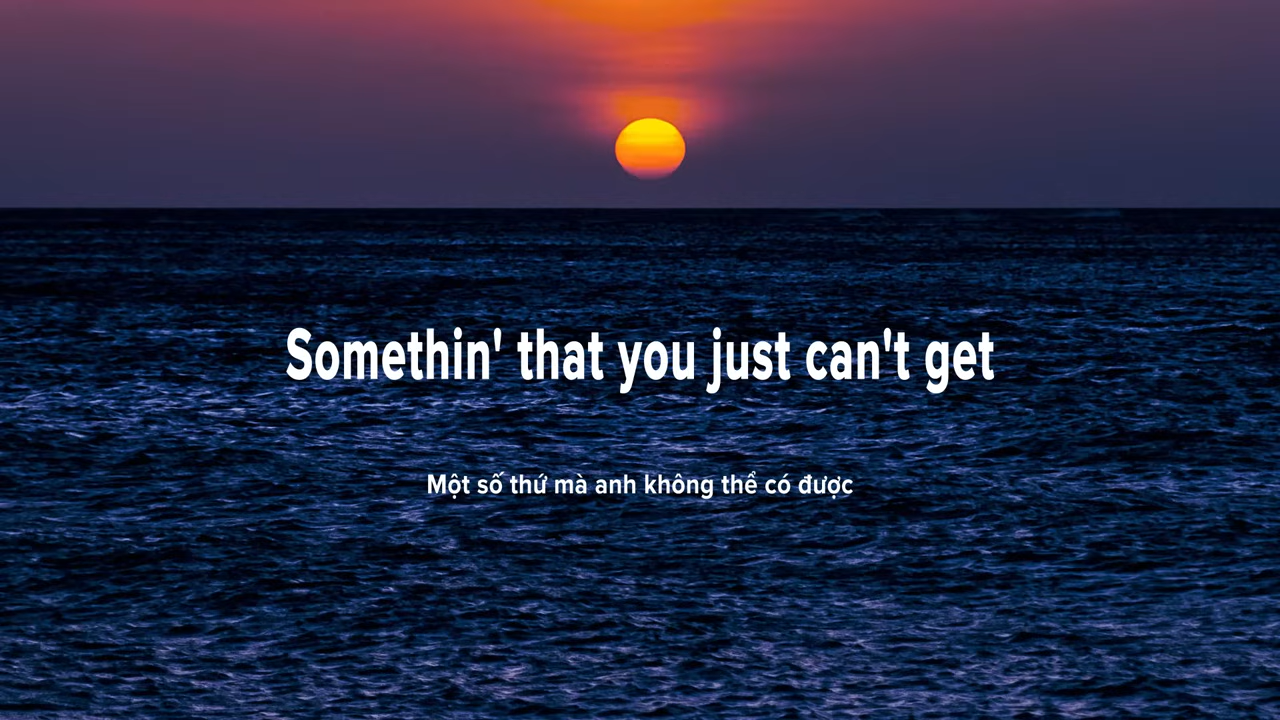 Somethin' that you just can't get
Một số thứ mà anh không thể có được